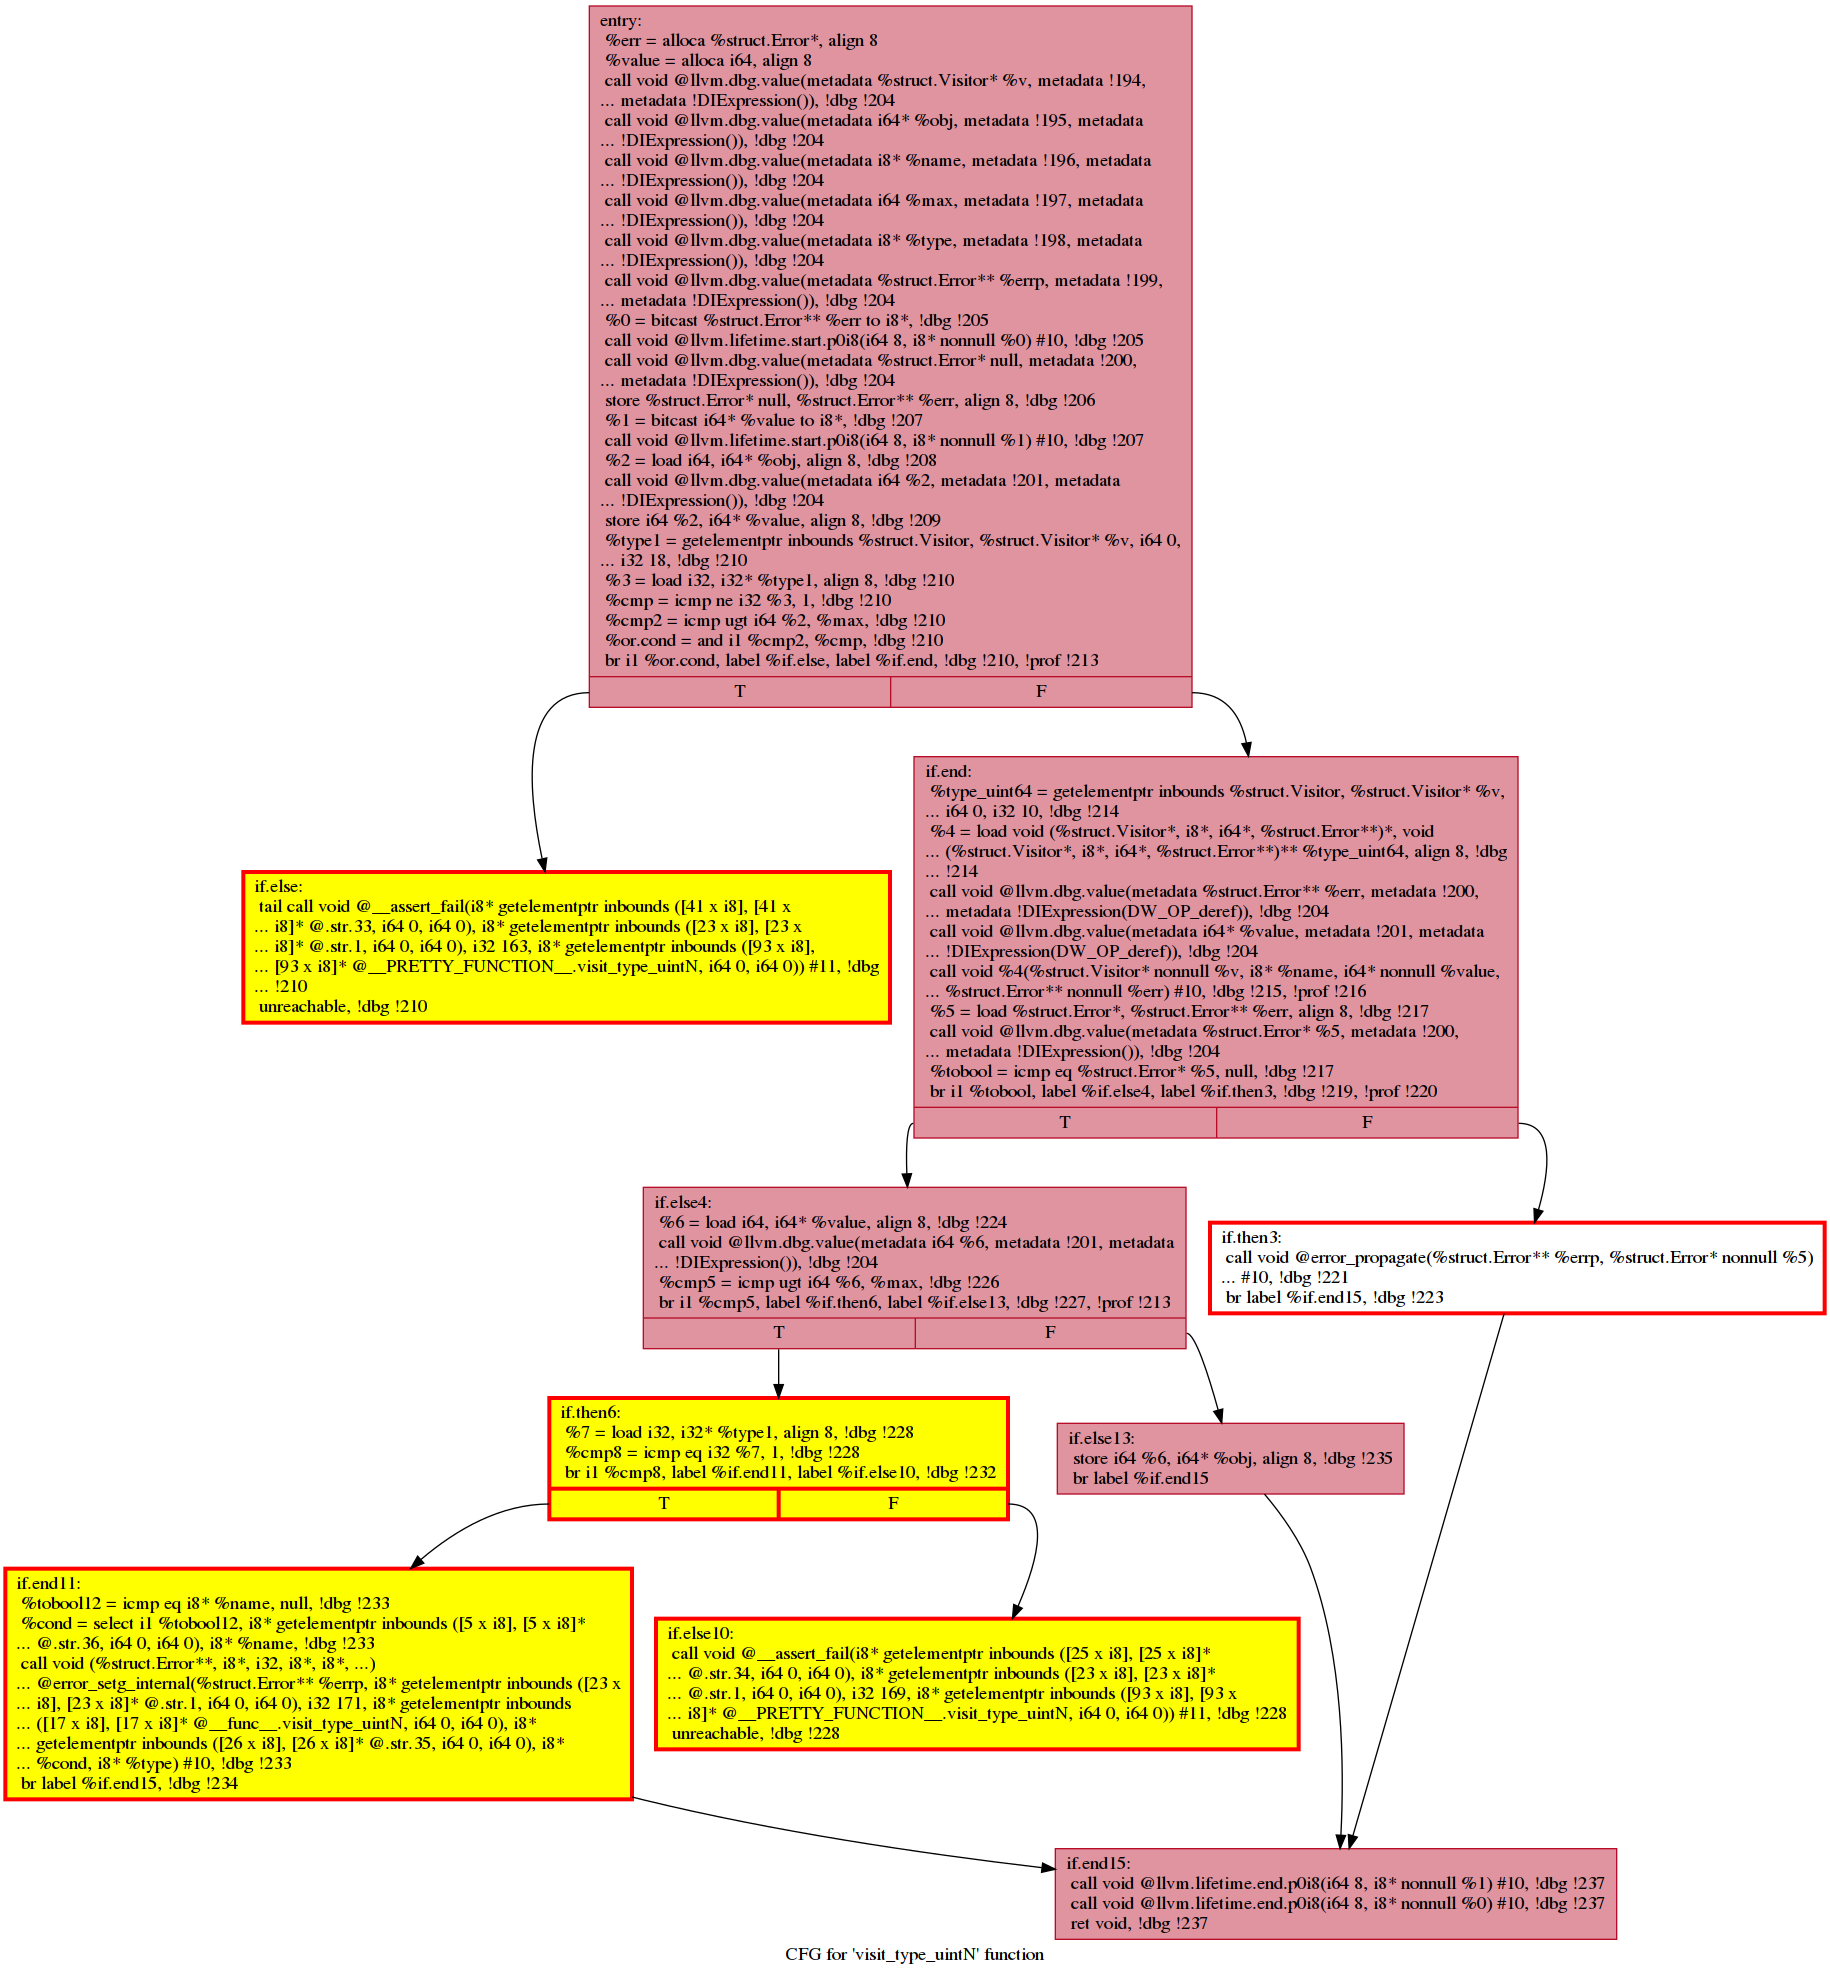 entry:
%err = alloca %struct.Error*, align 8
%value = alloca i64, align 8
call void @llvm.dbg.value(metadata %struct.Visitor* %v, metadata !194,
... metadata !DIExpression()), !dbg !204
call void @llvm.dbg.value(metadata i64* %obj, metadata !195, metadata
... !DIExpression()), !dbg !204
call void @llvm.dbg.value(metadata i8* %name, metadata !196, metadata
... !DIExpression()), !dbg !204
call void @llvm.dbg.value(metadata i64 %max, metadata !197, metadata
... !DIExpression()), !dbg !204
call void @llvm.dbg.value(metadata i8* %type, metadata !198, metadata
... !DIExpression()), !dbg !204
call void @llvm.dbg.value(metadata %struct.Error** %errp, metadata !199,
... metadata !DIExpression()), !dbg !204
%0 = bitcast %struct.Error** %err to i8*, !dbg !205
call void @llvm.lifetime.start.p0i8(i64 8, i8* nonnull %0) #10, !dbg !205
call void @llvm.dbg.value(metadata %struct.Error* null, metadata !200,
... metadata !DIExpression()), !dbg !204
store %struct.Error* null, %struct.Error** %err, align 8, !dbg !206
%1 = bitcast i64* %value to i8*, !dbg !207
call void @llvm.lifetime.start.p0i8(i64 8, i8* nonnull %1) #10, !dbg !207
%2 = load i64, i64* %obj, align 8, !dbg !208
call void @llvm.dbg.value(metadata i64 %2, metadata !201, metadata
... !DIExpression()), !dbg !204
store i64 %2, i64* %value, align 8, !dbg !209
%type1 = getelementptr inbounds %struct.Visitor, %struct.Visitor* %v, i64 0,
... i32 18, !dbg !210
%3 = load i32, i32* %type1, align 8, !dbg !210
%cmp = icmp ne i32 %3, 1, !dbg !210
%cmp2 = icmp ugt i64 %2, %max, !dbg !210
%or.cond = and i1 %cmp2, %cmp, !dbg !210
br i1 %or.cond, label %if.else, label %if.end, !dbg !210, !prof !213
T F
if.end:
%type_uint64 = getelementptr inbounds %struct.Visitor, %struct.Visitor* %v,
... i64 0, i32 10, !dbg !214
%4 = load void (%struct.Visitor*, i8*, i64*, %struct.Error**)*, void
... (%struct.Visitor*, i8*, i64*, %struct.Error**)** %type_uint64, align 8, !dbg
... !214
call void @llvm.dbg.value(metadata %struct.Error** %err, metadata !200,
... metadata !DIExpression(DW_OP_deref)), !dbg !204
call void @llvm.dbg.value(metadata i64* %value, metadata !201, metadata
... !DIExpression(DW_OP_deref)), !dbg !204
call void %4(%struct.Visitor* nonnull %v, i8* %name, i64* nonnull %value,
... %struct.Error** nonnull %err) #10, !dbg !215, !prof !216
%5 = load %struct.Error*, %struct.Error** %err, align 8, !dbg !217
call void @llvm.dbg.value(metadata %struct.Error* %5, metadata !200,
... metadata !DIExpression()), !dbg !204
%tobool = icmp eq %struct.Error* %5, null, !dbg !217
br i1 %tobool, label %if.else4, label %if.then3, !dbg !219, !prof !220
T F
if.else:
tail call void @__assert_fail(i8* getelementptr inbounds ([41 x i8], [41 x
... i8]* @.str.33, i64 0, i64 0), i8* getelementptr inbounds ([23 x i8], [23 x
... i8]* @.str.1, i64 0, i64 0), i32 163, i8* getelementptr inbounds ([93 x i8],
... [93 x i8]* @__PRETTY_FUNCTION__.visit_type_uintN, i64 0, i64 0)) #11, !dbg
... !210
unreachable, !dbg !210
if.else4:
%6 = load i64, i64* %value, align 8, !dbg !224
call void @llvm.dbg.value(metadata i64 %6, metadata !201, metadata
... !DIExpression()), !dbg !204
%cmp5 = icmp ugt i64 %6, %max, !dbg !226
br i1 %cmp5, label %if.then6, label %if.else13, !dbg !227, !prof !213
T F
if.then3:
call void @error_propagate(%struct.Error** %errp, %struct.Error* nonnull %5)
... #10, !dbg !221
br label %if.end15, !dbg !223
if.then6:
%7 = load i32, i32* %type1, align 8, !dbg !228
%cmp8 = icmp eq i32 %7, 1, !dbg !228
br i1 %cmp8, label %if.end11, label %if.else10, !dbg !232
T F
if.else13:
store i64 %6, i64* %obj, align 8, !dbg !235
br label %if.end15
if.end11:
%tobool12 = icmp eq i8* %name, null, !dbg !233
%cond = select i1 %tobool12, i8* getelementptr inbounds ([5 x i8], [5 x i8]*
... @.str.36, i64 0, i64 0), i8* %name, !dbg !233
call void (%struct.Error**, i8*, i32, i8*, i8*, ...)
... @error_setg_internal(%struct.Error** %errp, i8* getelementptr inbounds ([23 x
... i8], [23 x i8]* @.str.1, i64 0, i64 0), i32 171, i8* getelementptr inbounds
... ([17 x i8], [17 x i8]* @__func__.visit_type_uintN, i64 0, i64 0), i8*
... getelementptr inbounds ([26 x i8], [26 x i8]* @.str.35, i64 0, i64 0), i8*
... %cond, i8* %type) #10, !dbg !233
br label %if.end15, !dbg !234
if.else10:
call void @__assert_fail(i8* getelementptr inbounds ([25 x i8], [25 x i8]*
... @.str.34, i64 0, i64 0), i8* getelementptr inbounds ([23 x i8], [23 x i8]*
... @.str.1, i64 0, i64 0), i32 169, i8* getelementptr inbounds ([93 x i8], [93 x
... i8]* @__PRETTY_FUNCTION__.visit_type_uintN, i64 0, i64 0)) #11, !dbg !228
unreachable, !dbg !228
if.end15:
call void @llvm.lifetime.end.p0i8(i64 8, i8* nonnull %1) #10, !dbg !237
call void @llvm.lifetime.end.p0i8(i64 8, i8* nonnull %0) #10, !dbg !237
ret void, !dbg !237
CFG for 'visit_type_uintN' function